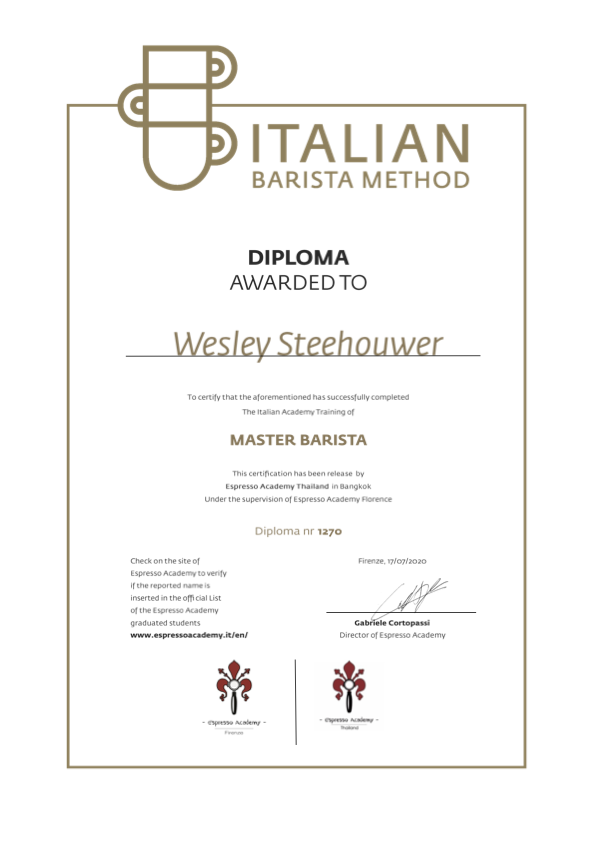 ITALIAN
BARISTA METHOD
DIPLOMA
AWARDED TO
Wesley Steehouwer
To certify that the aforementioned has successfully completed
The Italian Academy Training of
MASTER BARISTA
This certification has been release by
Espresso Academy Thailand in Bangkok
Under the supervision of Espresso Academy Florence
Diploma nr 1270
Check on the site of
Espresso Academy to verify
if the reported name is
inserted in the official List
of the Espresso Academy
graduated students
www.espressoacademy.it/en/
Firenze, 17/07/2020
Gabriele Cortopassi
Director of Espresso Academy
- espresso Academy -
Firenze
- espresso Academy -
Thailand